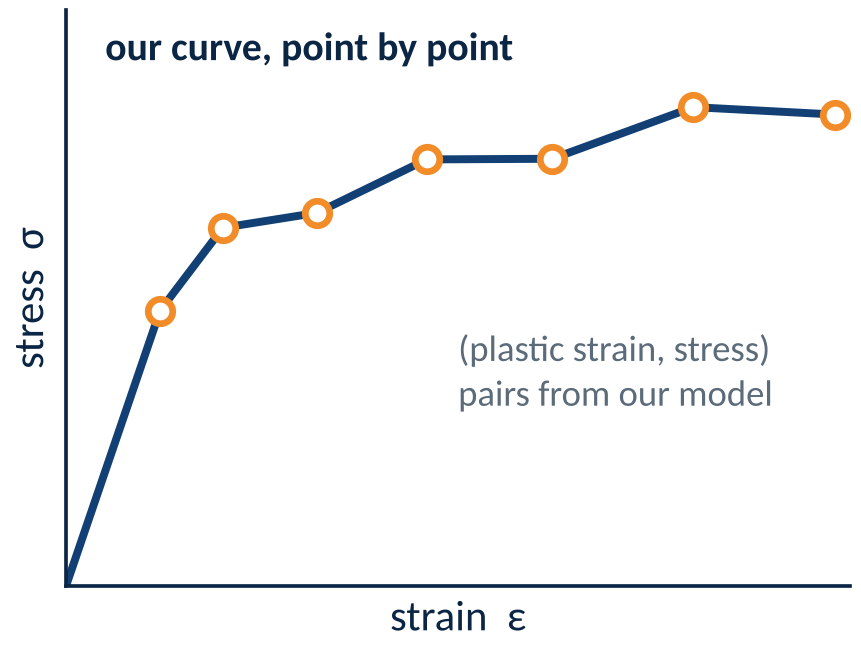 our curve, point by point
stress σ
(plastic strain, stress)
pairs from our model
strain ε